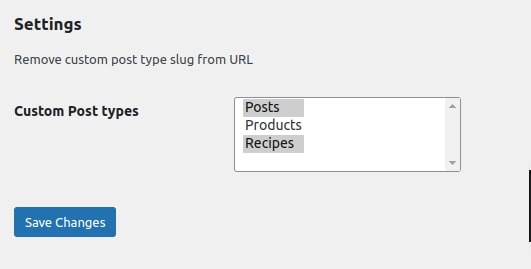 Settings
Remove custom post type slug from URL
Custom Post types
Posts
Products
Recipes
Save Changes